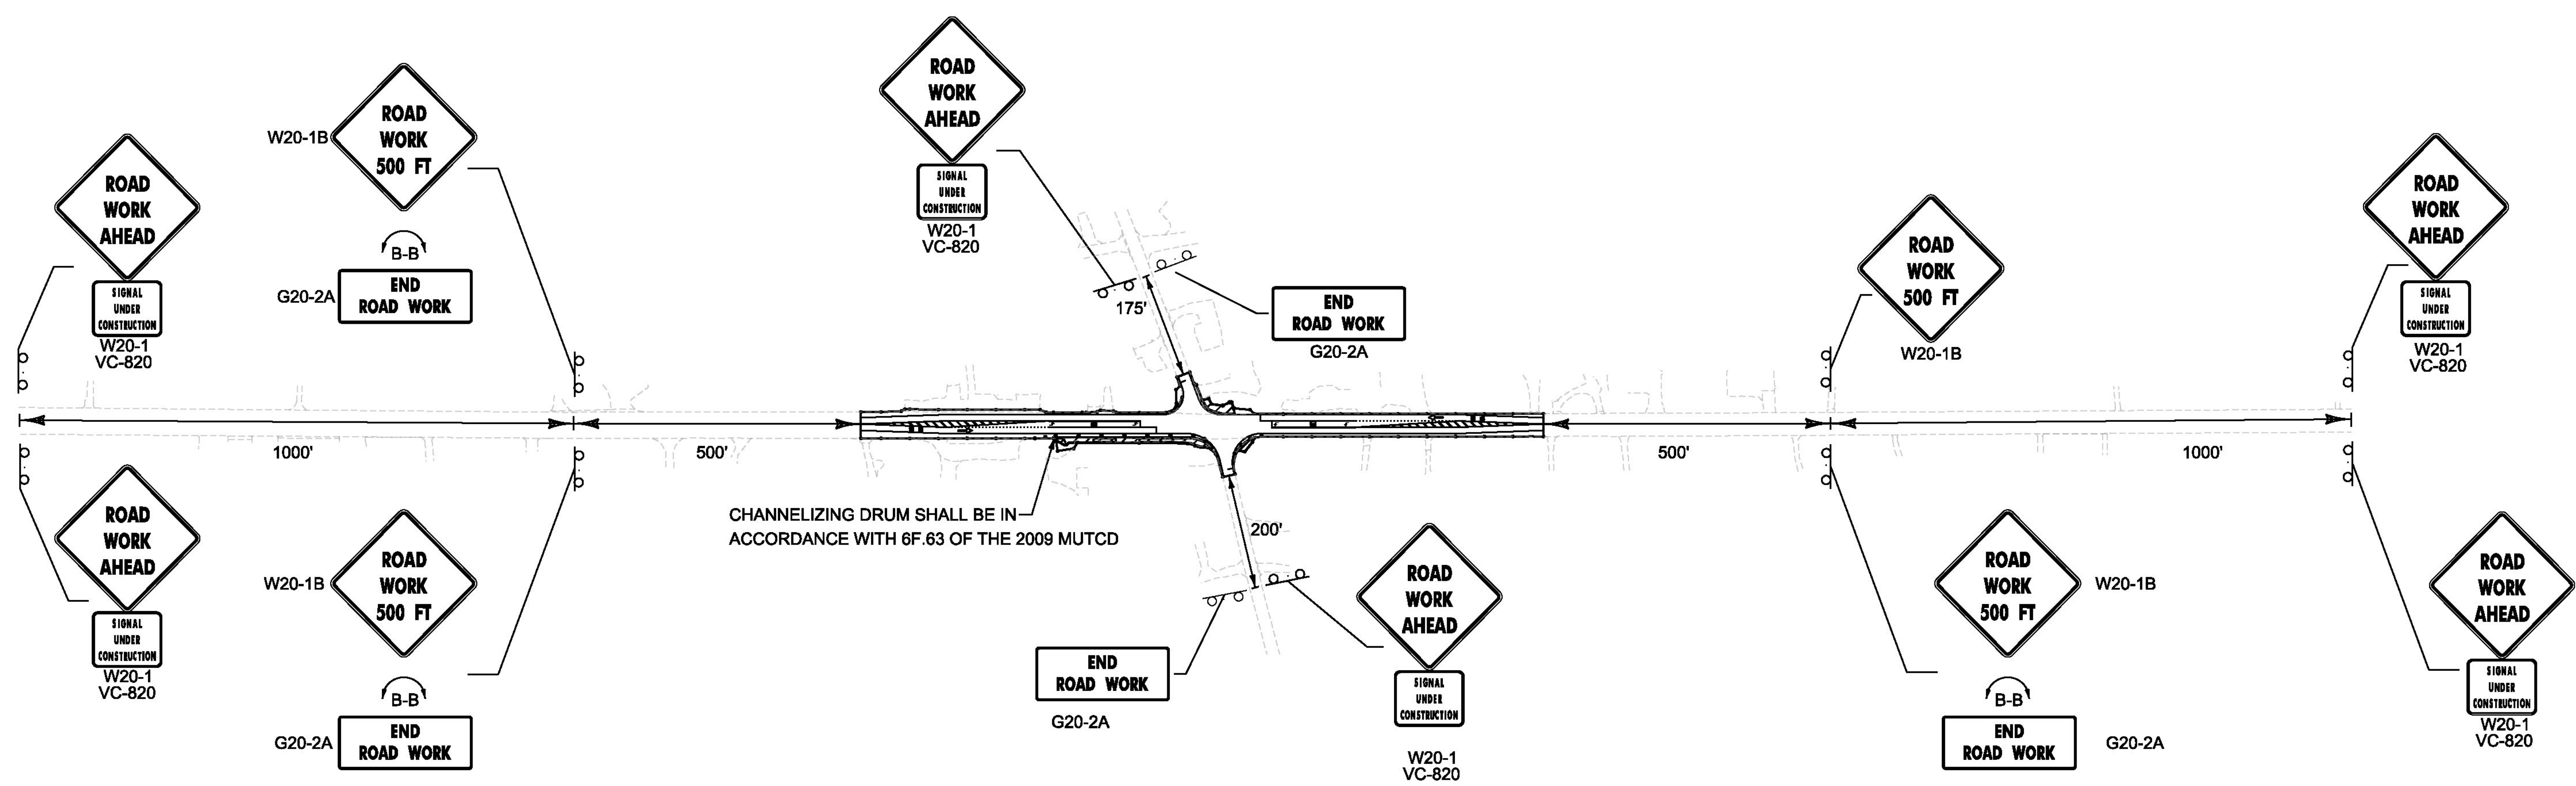 ROAD
WORK
AHEAD
SIGNAL
UNDER
CONSTRUCTION
W20-1
VC-820
W20-1B
ROAD
WORK
500 FT
B-B
G20-2A
END
ROAD WORK
ROAD
WORK
AHEAD
SIGNAL
UNDER
CONSTRUCTION
W20-1
VC-820
175'
END
ROAD WORK
G20-2A
ROAD
WORK
500 FT
W20-1B
ROAD
WORK
AHEAD
SIGNAL
UNDER
CONSTRUCTION
W20-1
VC-820
1000'
500'
500'
1000'
ROAD
WORK
AHEAD
SIGNAL
UNDER
CONSTRUCTION
W20-1
VC-820
W20-1B
ROAD
WORK
500 FT
B-B
G20-2A
END
ROAD WORK
CHANNELIZING DRUM SHALL BE IN
ACCORDANCE WITH 6F.63 OF THE 2009 MUTCD
200'
END
ROAD WORK
G20-2A
ROAD
WORK
AHEAD
SIGNAL
UNDER
CONSTRUCTION
W20-1
VC-820
ROAD
WORK
500 FT
W20-1B
B-B
END
ROAD WORK
G20-2A
ROAD
WORK
AHEAD
SIGNAL
UNDER
CONSTRUCTION
W20-1
VC-820